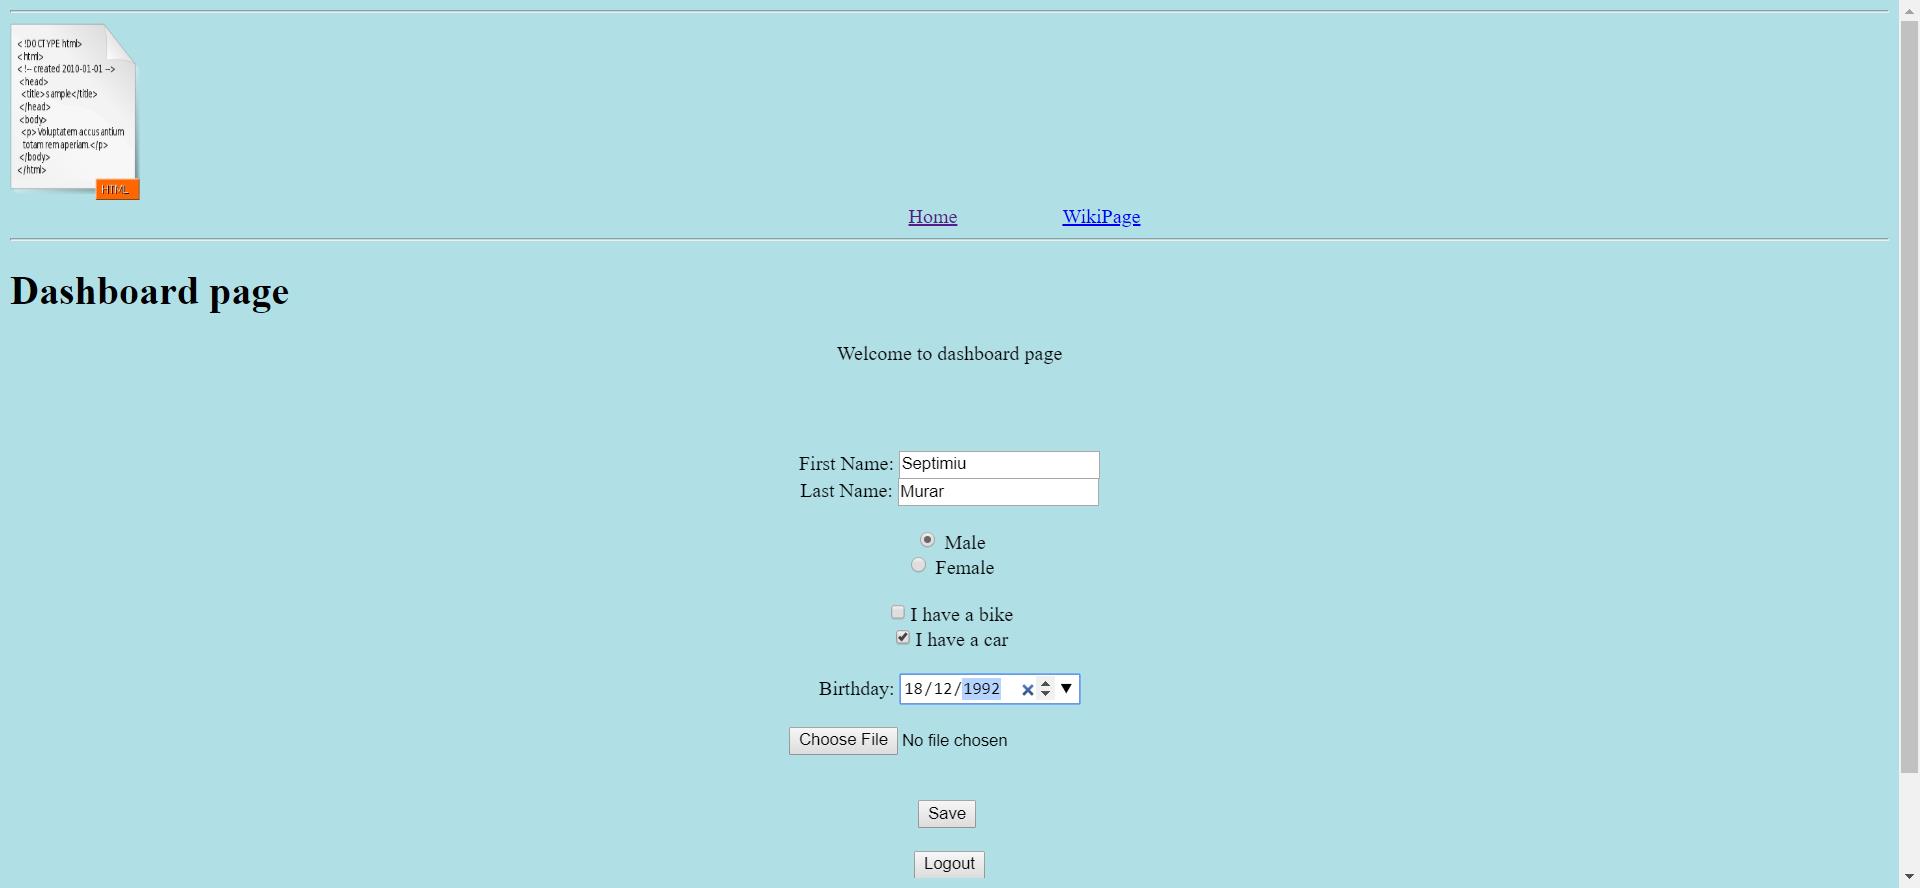 < !DOCTYPE html>
<html>
< !-- created 2010-01-01 -->
<head>
<title>sample</title>
</head>
<body>
<p> Voluptatem accusantium
totam rem aperiam.</p>
</body>
</html>
HTML
Home WikiPage
Dashboard page
Welcome to dashboard page
First Name: Septimiu
Last Name: Murar
Male
Female
I have a bike
I have a car
Birthday: 18/12/1992
Choose File No file chosen
Save
Logout